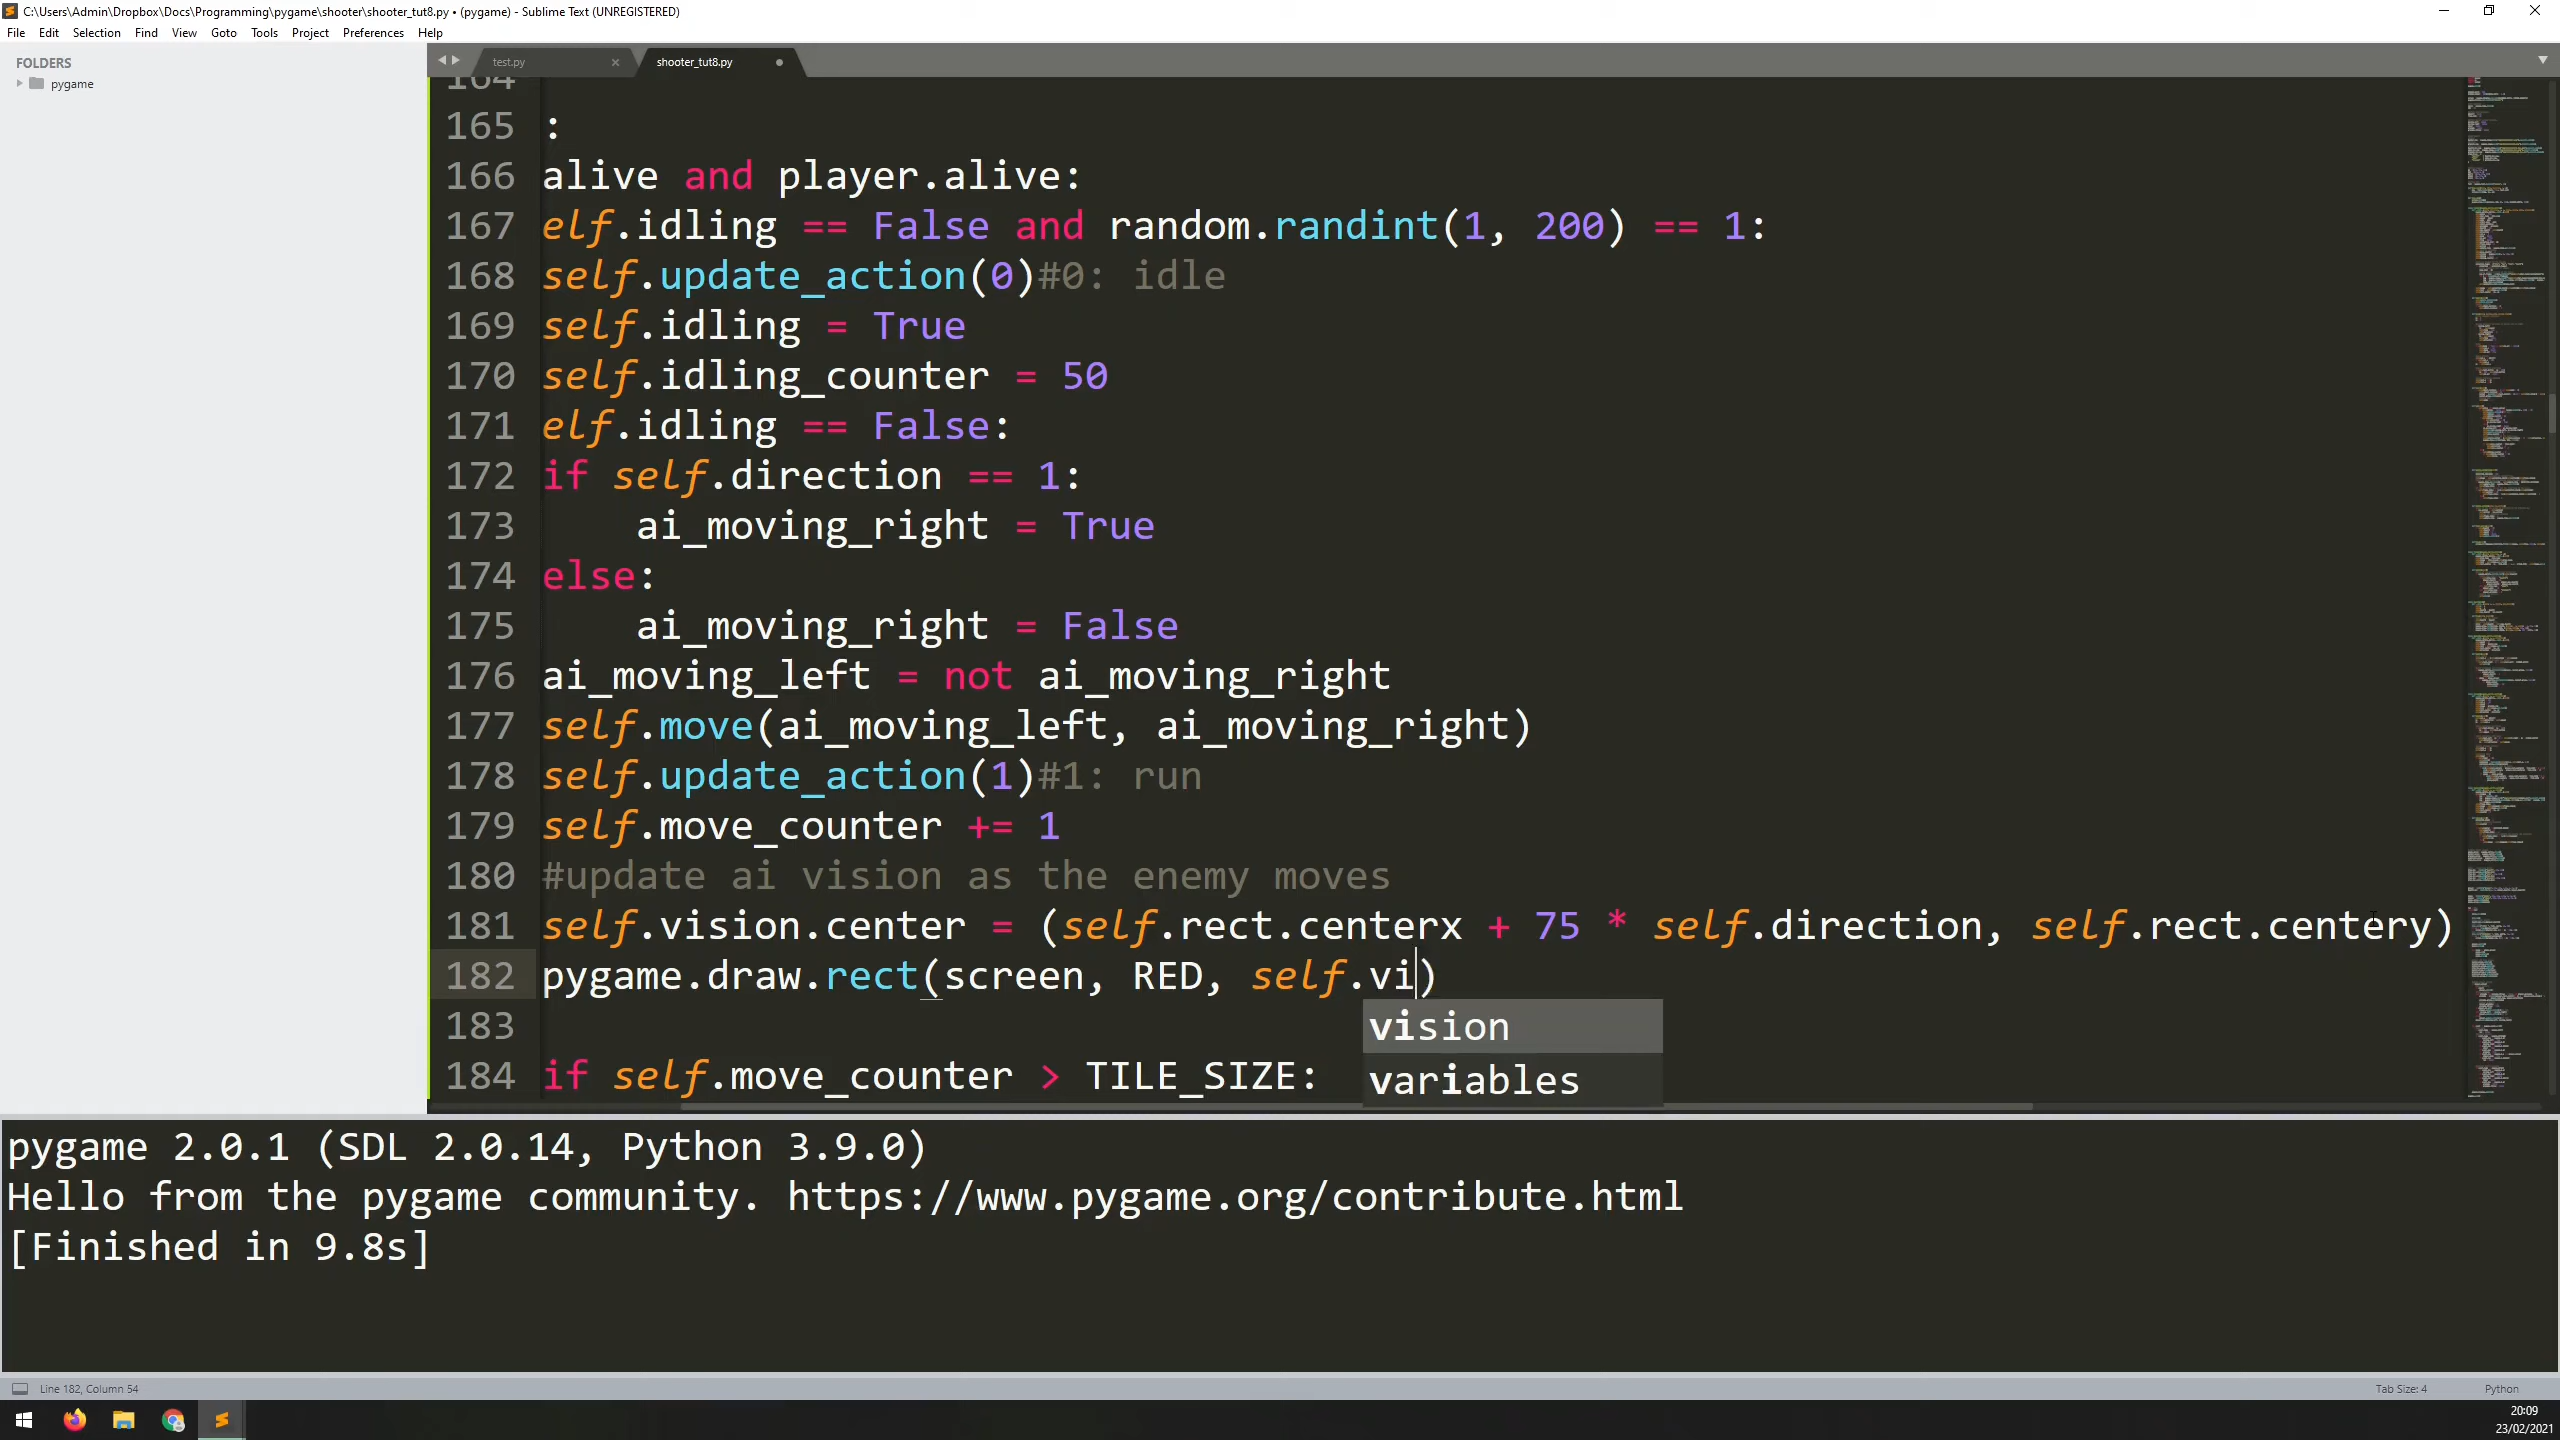 C:\Users\Admin\Dropbox\Docs\Programming\pygame\shooter\shooter_tut8.py • (pygame) - Sublime Text (UNREGISTERED)
File Edit Selection Find View Goto Tools Project Preferences Help
FOLDERS
pygame
test.py
shooter_tut8.py
164
165 :
166 alive and player.alive:
167 elf.idling == False and random.randint(1, 200) == 1:
168 self.update_action(0)#0: idle
169 self.idling = True
170 self.idling_counter = 50
171 elf.idling == False:
172 if self.direction == 1:
173 ai_moving_right = True
174 else:
175 ai_moving_right = False
176 ai_moving_left = not ai_moving_right
177 self.move(ai_moving_left, ai_moving_right)
178 self.update_action(1)#1: run
179 self.move_counter += 1
180 #update ai vision as the enemy moves
181 self.vision.center = (self.rect.centerx + 75 * self.direction, self.rect.centery)
182 pygame.draw.rect(screen, RED, self.vi)
183 vision
184 if self.move_counter > TILE_SIZE:
variables
pygame 2.0.1 (SDL 2.0.14, Python 3.9.0)
Hello from the pygame community. https://www.pygame.org/contribute.html
[Finished in 9.8s]
Line 182, Column 54
Tab Size: 4
Python
20:09
23/02/2021